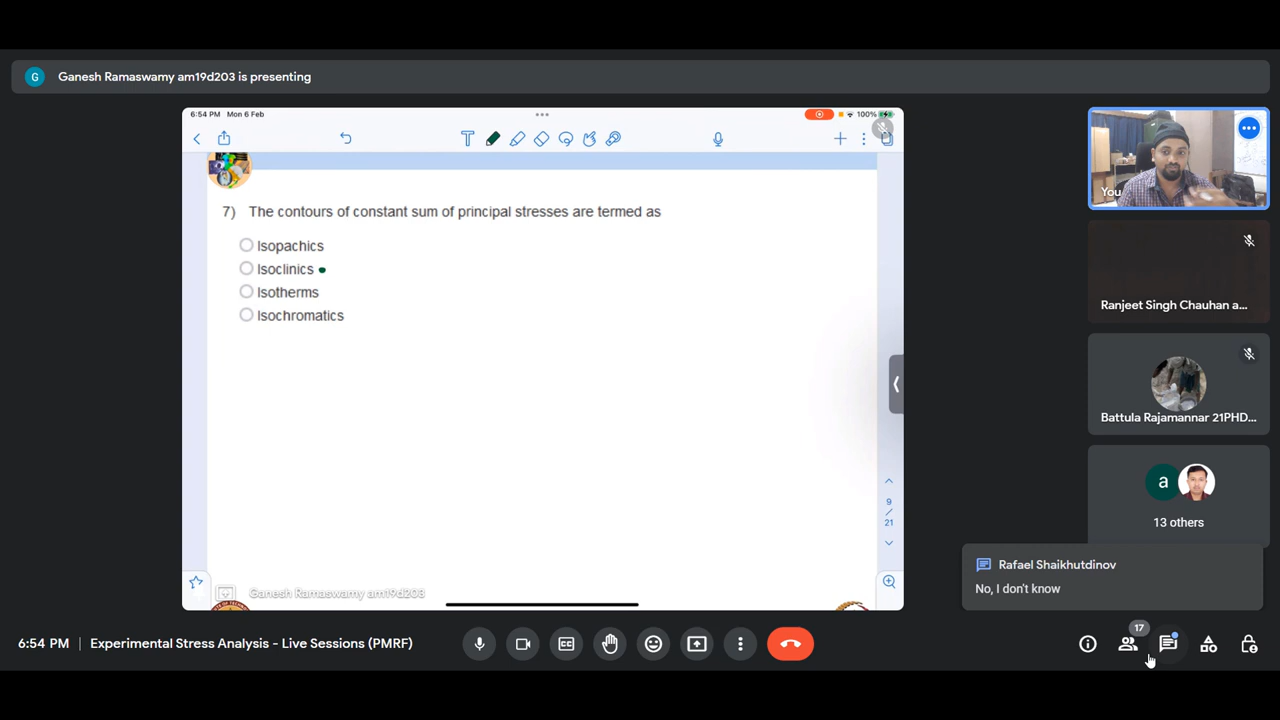 Ganesh Ramaswamy am19d203 is presenting
G
6:54 PM Mon 6 Feb
100%
7) The contours of constant sum of principal stresses are termed as
Isopachics
Isoclinics
Isotherms
Isochromatics
9
/
21
Ganesh Ramaswamy am19d203
You
Ranjeet Singh Chauhan a...
Battula Rajamannar 21PHD...
a
13 others
Rafael Shaikhutdinov
No, I don't know
17
6:54 PM | Experimental Stress Analysis - Live Sessions (PMRF)